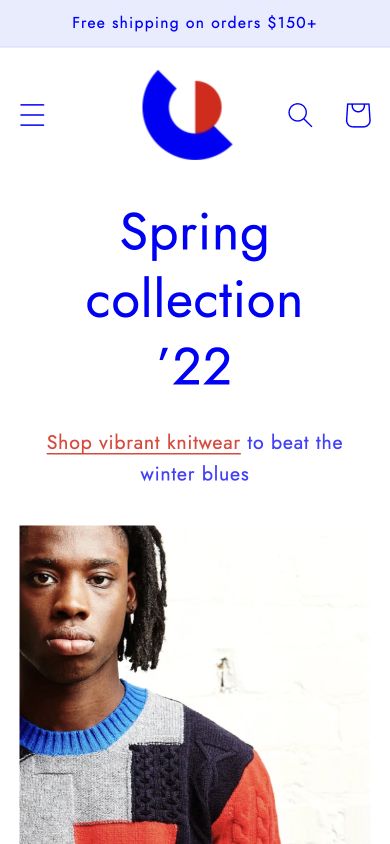 Free shipping on orders $150+
Spring
collection
’22
Shop vibrant knitwear to beat the
winter blues